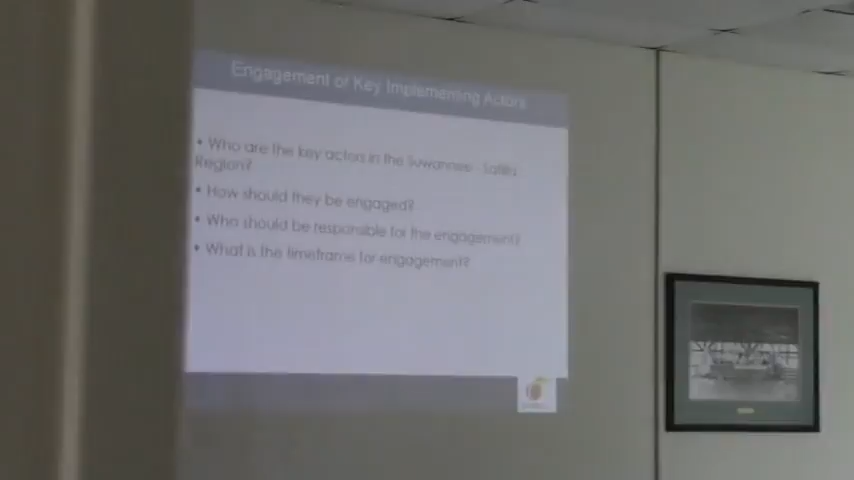 Engagement of Key Implementing Actors
• Who are the key actors in the Suwannee - Satilla
Region?
• How should they be engaged?
• Who should be responsible for the engagement?
• What is the timeframe for engagement?